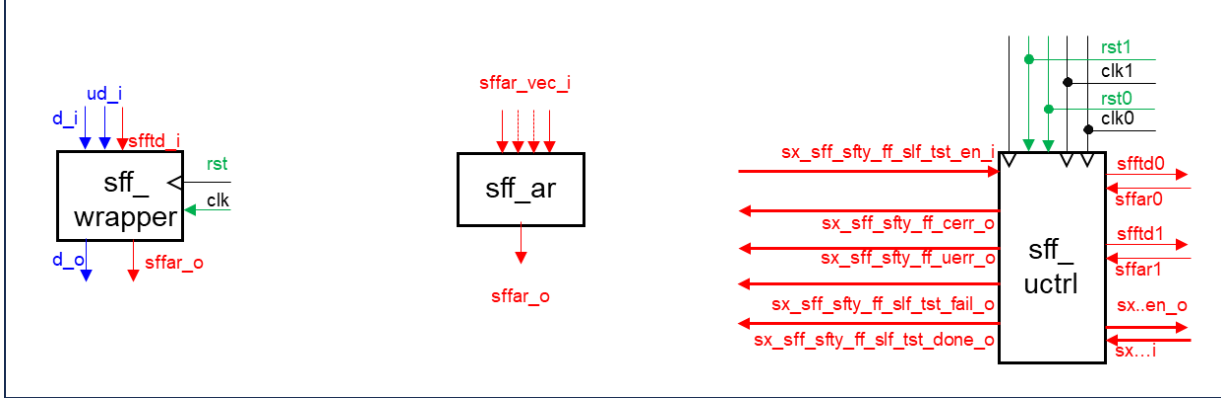 ud_i
d_i
sfftd_i
sff_
wrapper
rst
clk
d_o
sffar_o
sffar_vec_i
sff_ar
sffar_o
rst1
clk1
rst0
clk0
sx_sff_sfty_ff_slf_tst_en_i
sx_sff_sfty_ff_cerr_o
sx_sff_sfty_ff_uerr_o
sx_sff_sfty_ff_slf_tst_fail_o
sx_sff_sfty_ff_slf_tst_done_o
sff_
uctrl
sfftd0
sffar0
sfftd1
sffar1
sx..en_o
sx...i